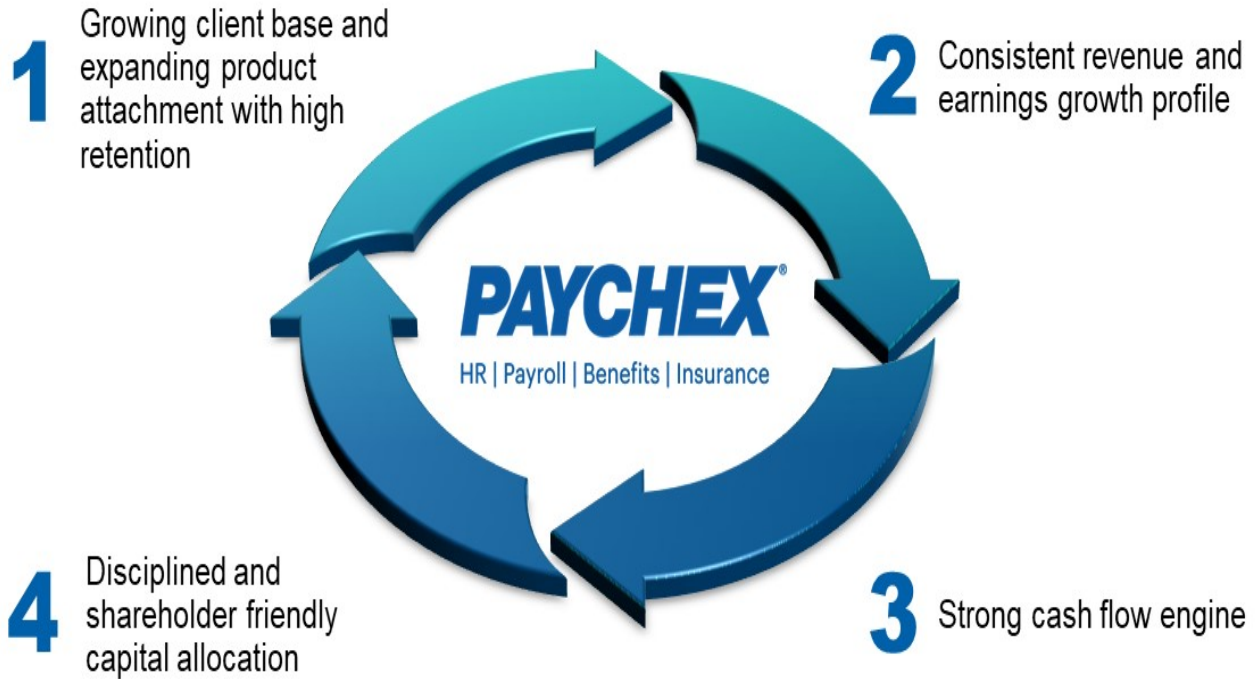 1
Growing client base and
expanding product
attachment with high
retention
2
Consistent revenue and
earnings growth profile
PAYCHEX®
HR | Payroll | Benefits | Insurance
4
Disciplined and
shareholder friendly
capital allocation
3
Strong cash flow engine